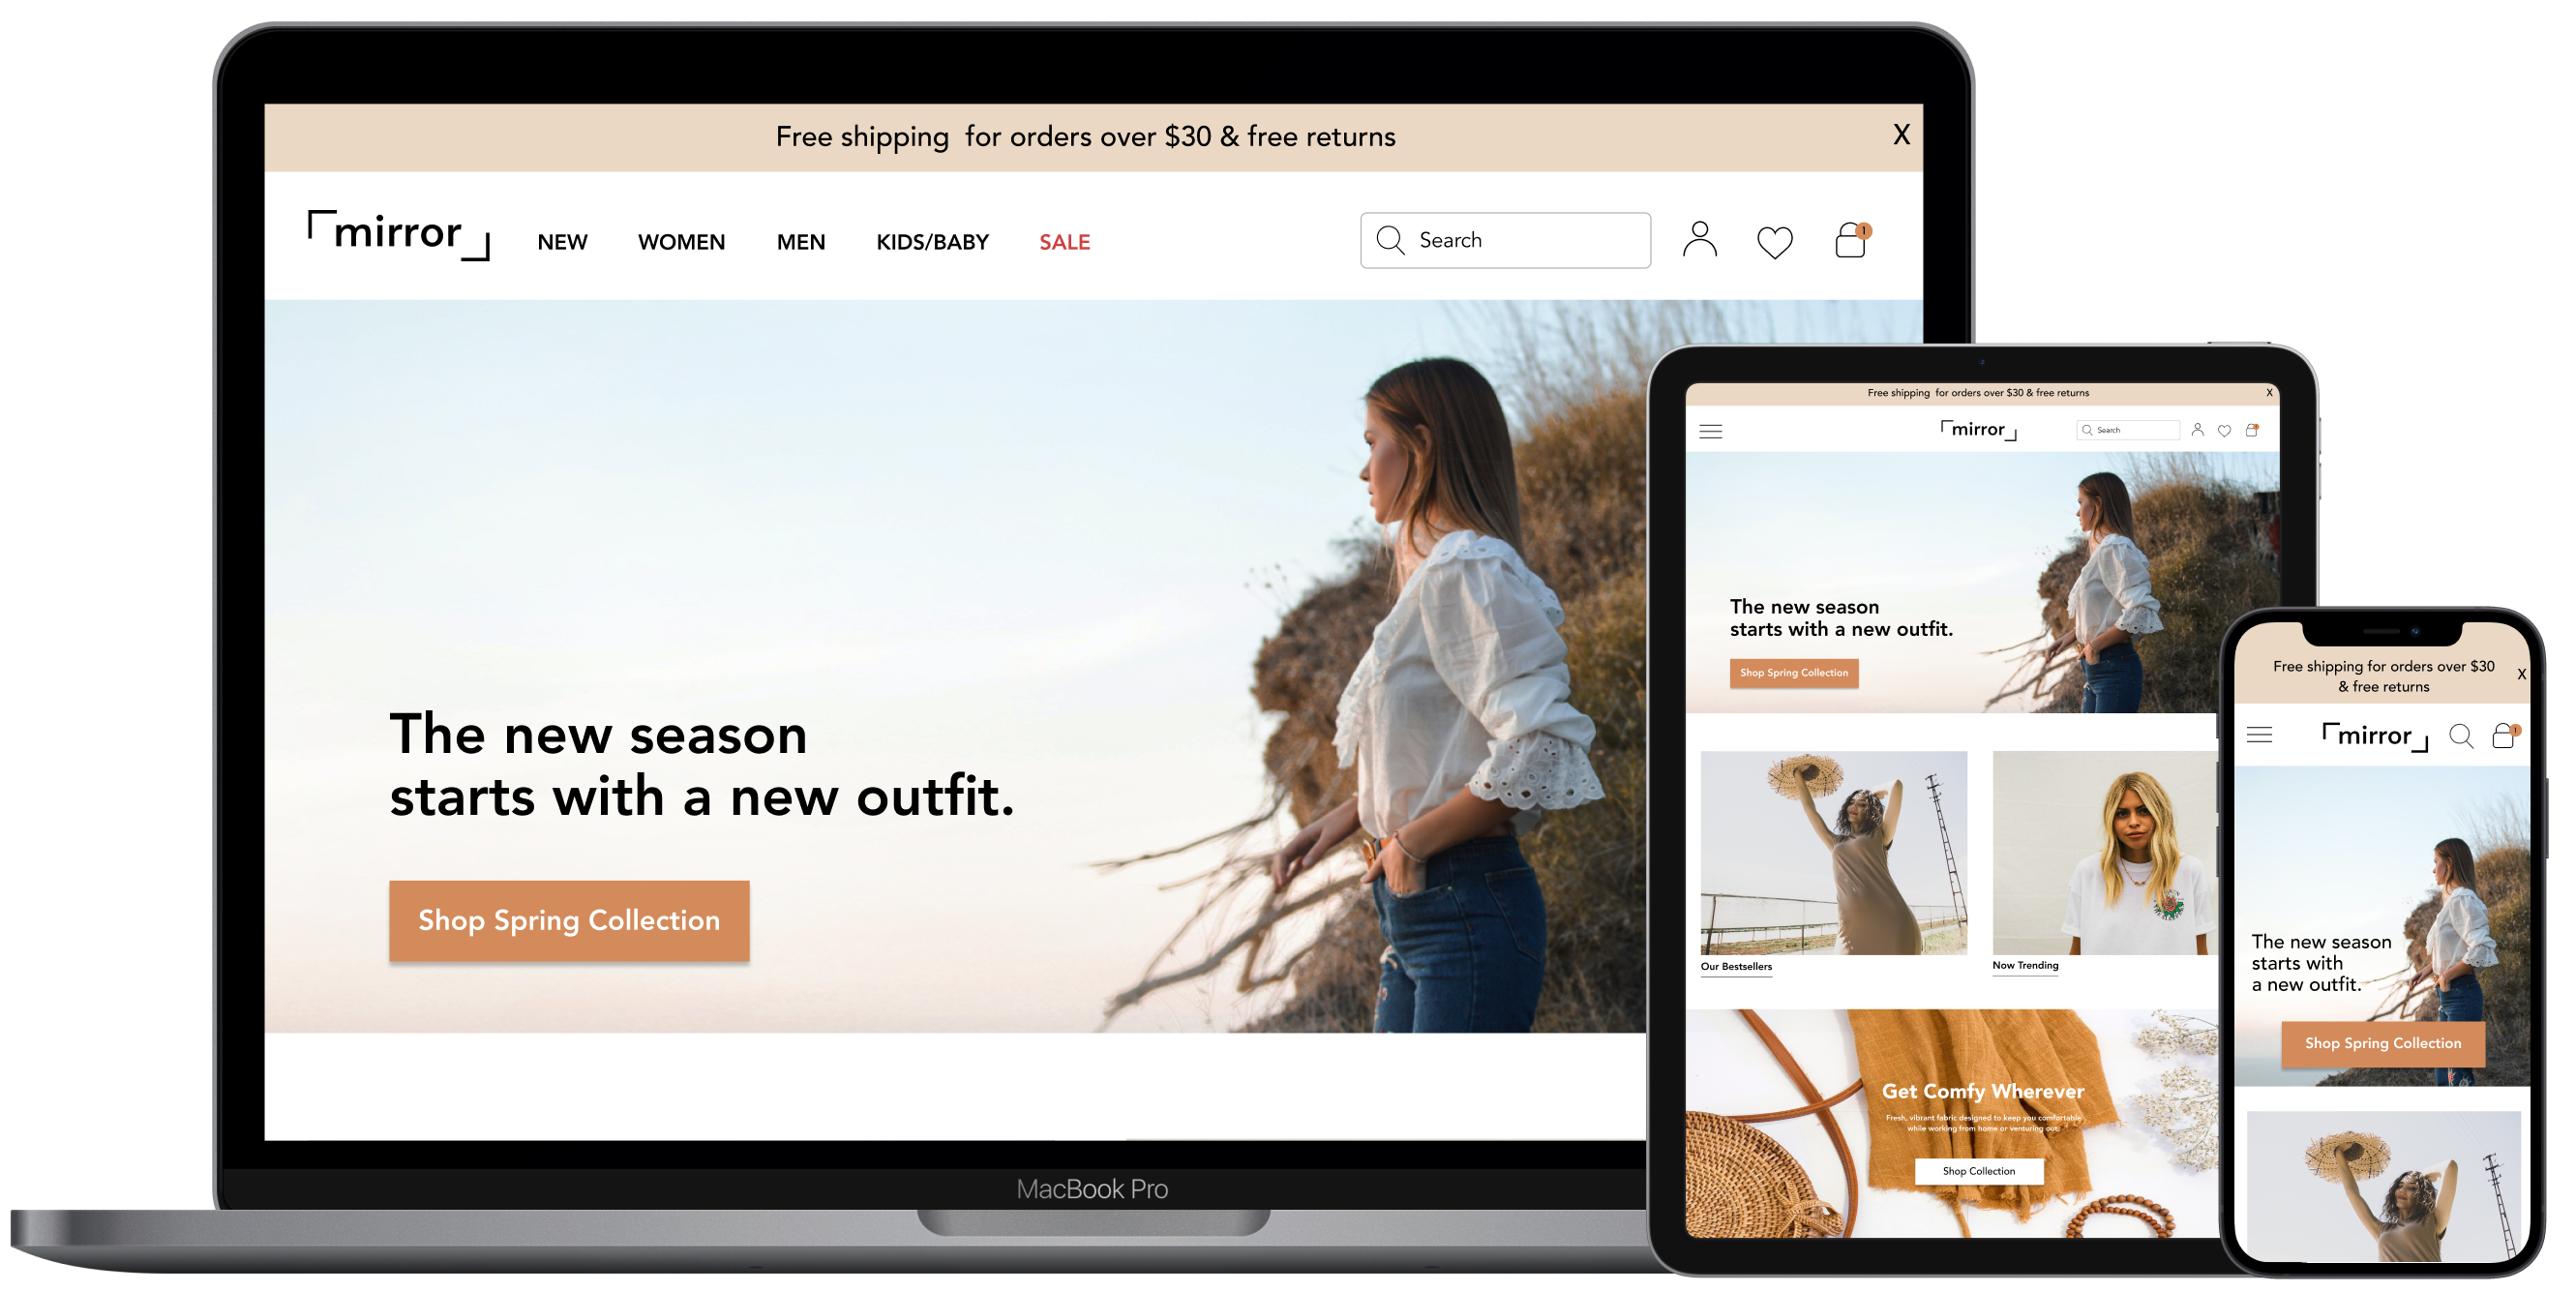 Free shipping  for orders over $30 & free returns
X
mirror
NEW WOMEN MEN KIDS/BABY SALE
Search
1
The new season
starts with a new outfit.
Shop Spring Collection
MacBook Pro
Free shipping  for orders over $30 & free returns
X
mirror
Search
The new season
starts with a new outfit.
Shop Spring Collection
Our Bestsellers
Now Trending
Get Comfy Wherever
Fresh, vibrant fabric designed to keep you comfortable
while working from home or venturing out.
Shop Collection
Free shipping for orders over $30
& free returns
X
mirror
1
The new season
starts with
a new outfit.
Shop Spring Collection